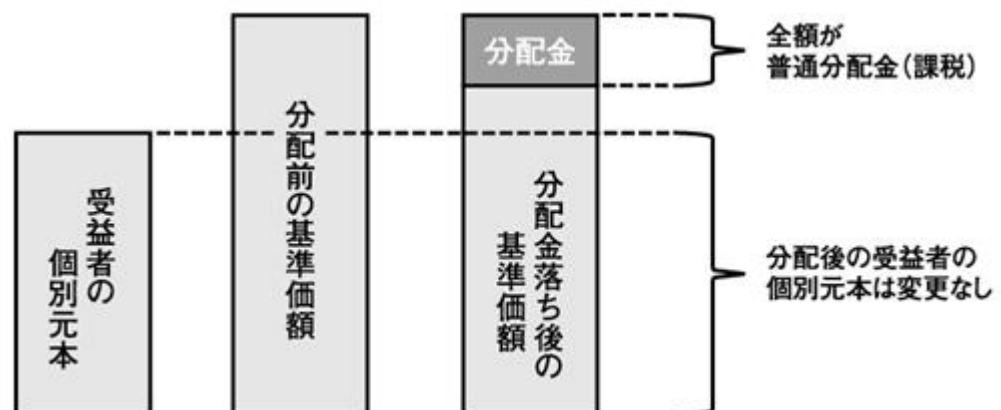 受益者の
個別元本
分配前の基準価額
分配金
分配金落ち後の
基準価額
全額が
普通分配金（課税）
分配後の受益者の
個別元本は変更なし